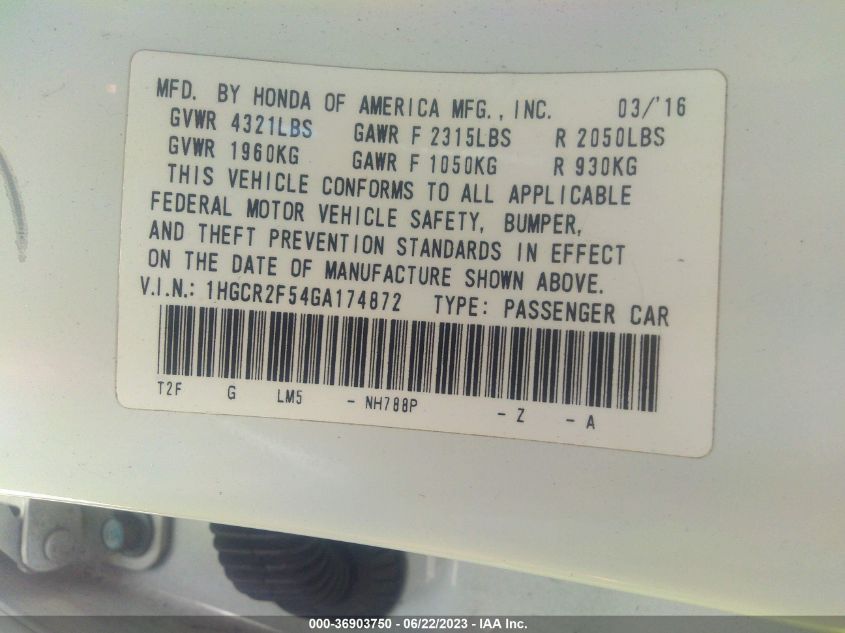 MFD. BY HONDA OF AMERICA MFG., INC. 03/'16
GVWR 4321LBS GAWR F 2315LBS R 2050LBS
GVWR 1960KG GAWR F 1050KG R 930KG
THIS VEHICLE CONFORMS TO ALL APPLICABLE
FEDERAL MOTOR VEHICLE SAFETY, BUMPER,
AND THEFT PREVENTION STANDARDS IN EFFECT
ON THE DATE OF MANUFACTURE SHOWN ABOVE.
V.I.N.: 1HGCR2F54GA174872 TYPE: PASSENGER CAR
T2F G LM5 - NH788P - Z - A
000-36903750 - 06/22/2023 - IAA Inc.